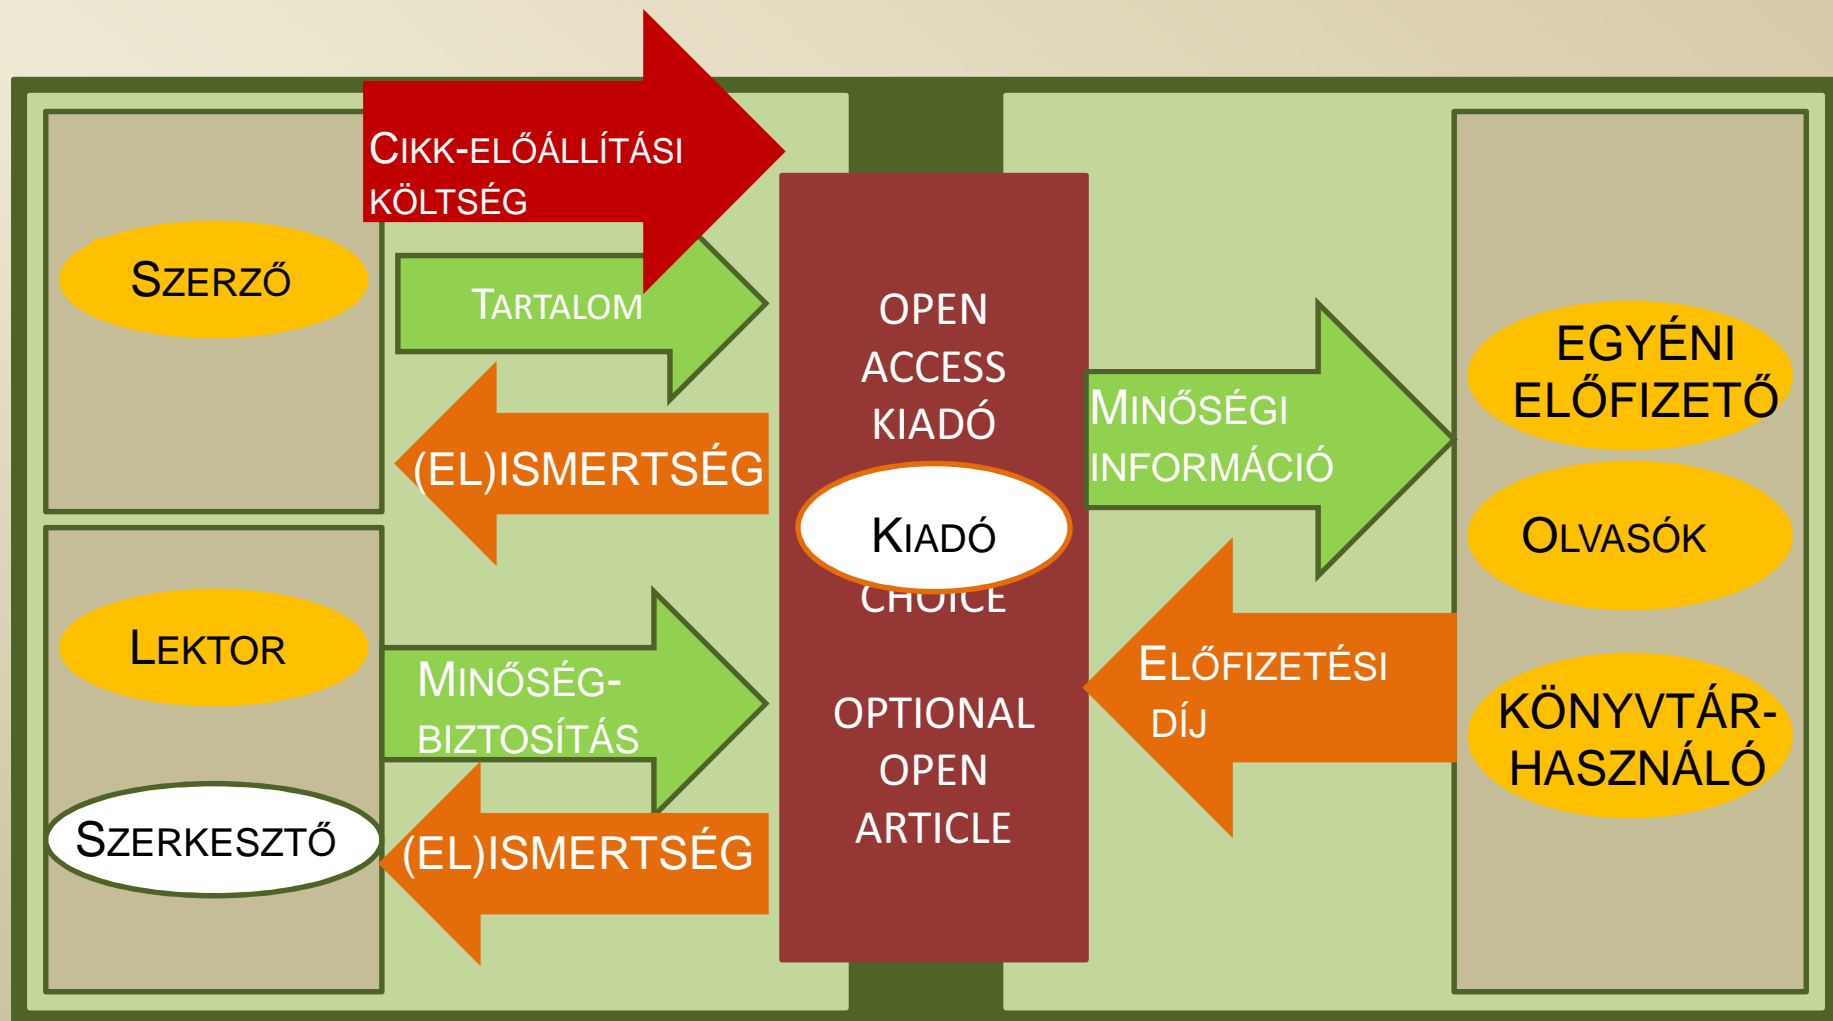 Cikk-előállítási
költség
Szerző
Tartalom
(EL)ISMERTSÉG
Lektor
Minőség-
biztosítás
Szerkesztő
(EL)ISMERTSÉG
OPEN
ACCESS
KIADÓ
Kiadó
CHOICE
OPTIONAL
OPEN
ARTICLE
Minőségi
információ
Előfizetési
díj
EGYÉNI
ELŐFIZETŐ
Olvasók
KÖNYVTÁR-
HASZNÁLÓ